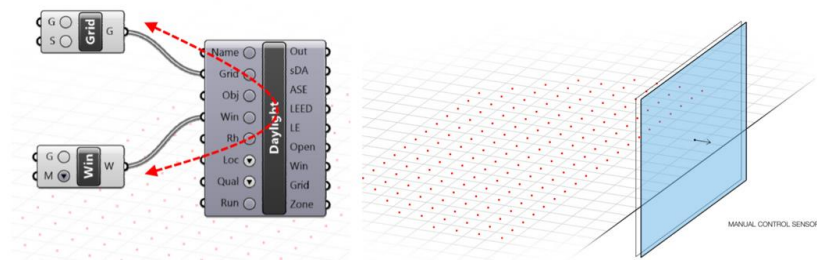 G
S
Grid
G
Name
Grid
Obj
Win
Rh
Loc
Qual
Run
Daylight
Out
sDA
ASE
LEED
LE
Open
Win
Grid
Zone
G
M
Win
W
MANUAL CONTROL SENSOR